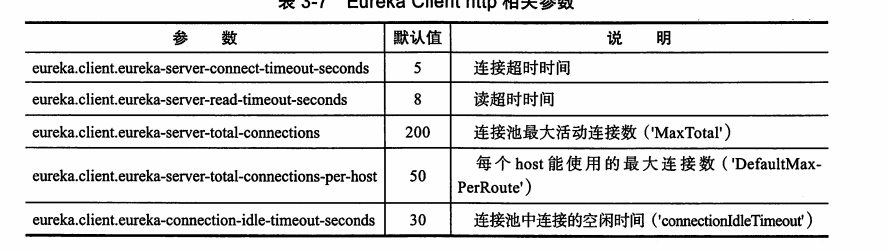 表 3-7 Eureka Client http 相关参数
参 数 默认值 说 明
eureka.client.eureka-server-connect-timeout-seconds 5 连接超时时间
eureka.client.eureka-server-read-timeout-seconds 8 读超时时间
eureka.client.eureka-server-total-connections 200 连接池最大活动连接数（'MaxTotal'）
eureka.client.eureka-server-total-connections-per-host 50 每个 host 能使用的最大连接数（'DefaultMax-
PerRoute'）
eureka.client.eureka-connection-idle-timeout-seconds 30 连接池中连接的空闲时间（'connectionIdleTimeout'）